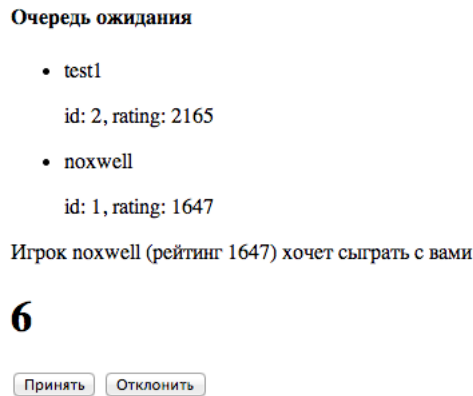 Очередь ожидания
test1
id: 2, rating: 2165
noxwell
id: 1, rating: 1647
Игрок noxwell (рейтинг 1647) хочет сыграть с вами
6
Принять Отклонить